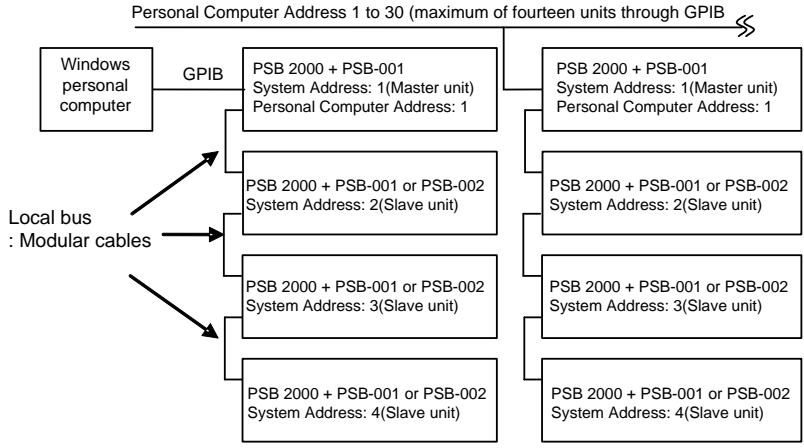 Personal Computer Address 1 to 30 (maximum of fourteen units through GPIB
Windows
personal
computer
GPIB
PSB 2000 + PSB-001
System Address: 1(Master unit)
Personal Computer Address: 1
PSB 2000 + PSB-001 or PSB-002
System Address: 2(Slave unit)
PSB 2000 + PSB-001 or PSB-002
System Address: 3(Slave unit)
PSB 2000 + PSB-001 or PSB-002
System Address: 4(Slave unit)
Local bus
: Modular cables
PSB 2000 + PSB-001
System Address: 1(Master unit)
Personal Computer Address: 1
PSB 2000 + PSB-001 or PSB-002
System Address: 2(Slave unit)
PSB 2000 + PSB-001 or PSB-002
System Address: 3(Slave unit)
PSB 2000 + PSB-001 or PSB-002
System Address: 4(Slave unit)